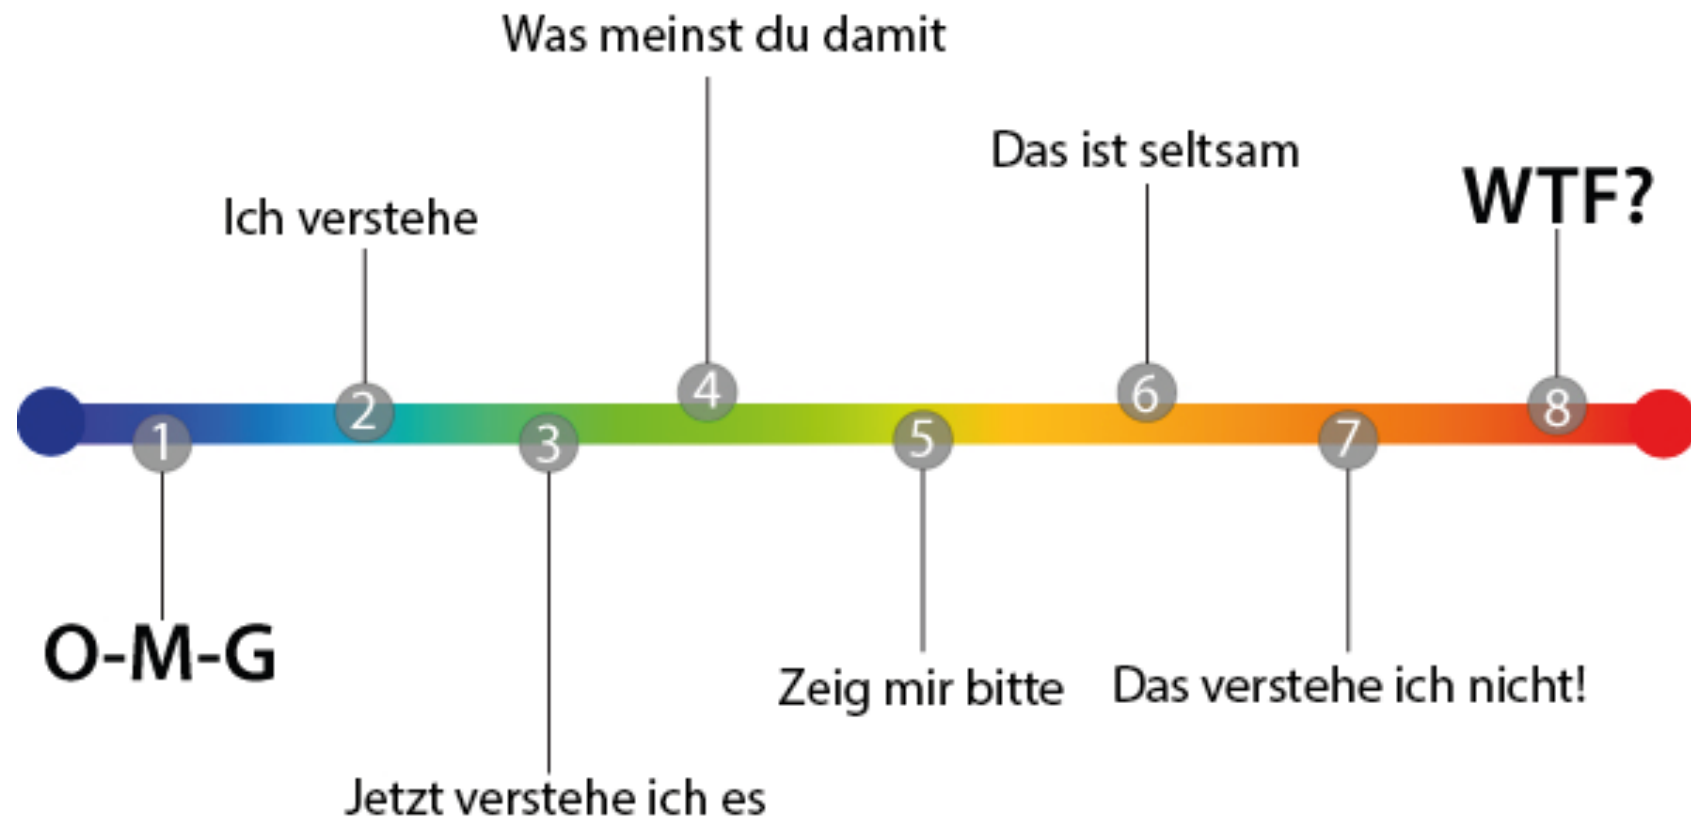 Was meinst du damit
Das ist seltsam
WTF?
Ich verstehe
1
2
3
4
5
6
7
8
O-M-G
Zeig mir bitte
Das verstehe ich nicht!
Jetzt verstehe ich es